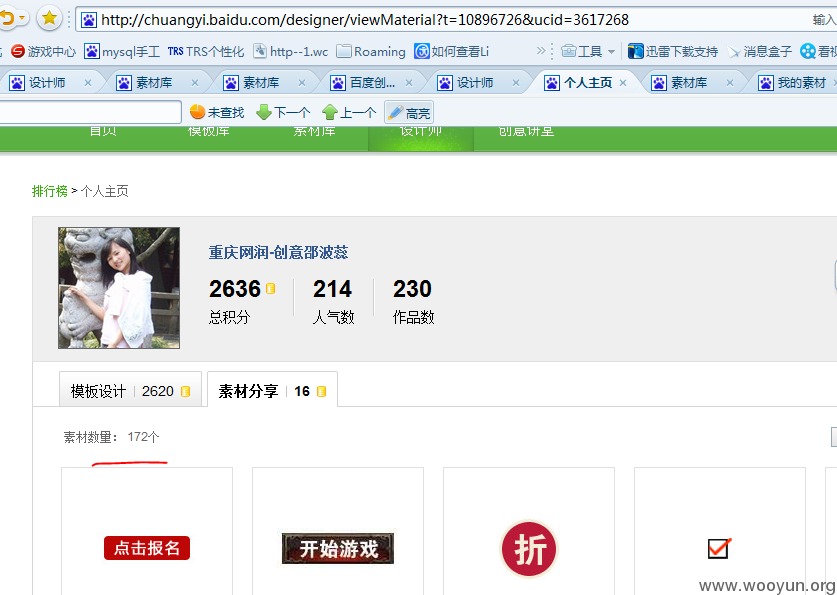 http://chuangyi.baidu.com/designer/viewMaterial?t=10896726&ucid=3617268
输入
游戏中心 mysql手工 TRS TRS个性化 http--1.wc Roaming 如何查看Li » 工具 迅雷下载支持 消息盒子 看视
设计师 × 素材库 × 素材库 × 百度创... × 设计师 × 个人主页 × 素材库 × 我的素材
未查找 下一个 上一个 高亮
首页 模板库 素材库 设计师 创意讲堂
排行榜 > 个人主页
重庆网润-创意邵波蕊
2636 214 230
总积分 人气数 作品数
模板设计 2620 素材分享 16
素材数量: 172个
点击报名 开始游戏 折
www.wooyun.org